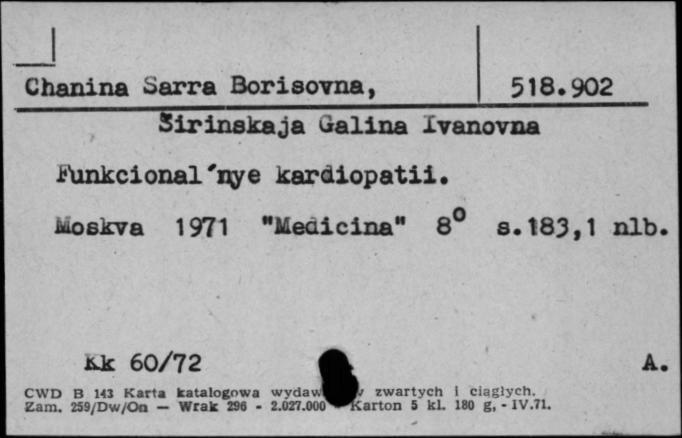 Chanina Sarra Borisovna, 518.902
Širinskaja Galina Ivanovna
Funkcional'nye kardiopatii.
Moskva 1971 "Medicina" 8° s.183,1 nlb.
Kk 60/72 A.
CWD B 143 Karta katalogowa zwartych i ciągłych.
Zam. 259/Dw/On — Wrak 296 - 2.027.000 Karton 5 kl. 180 g, - IV.71.